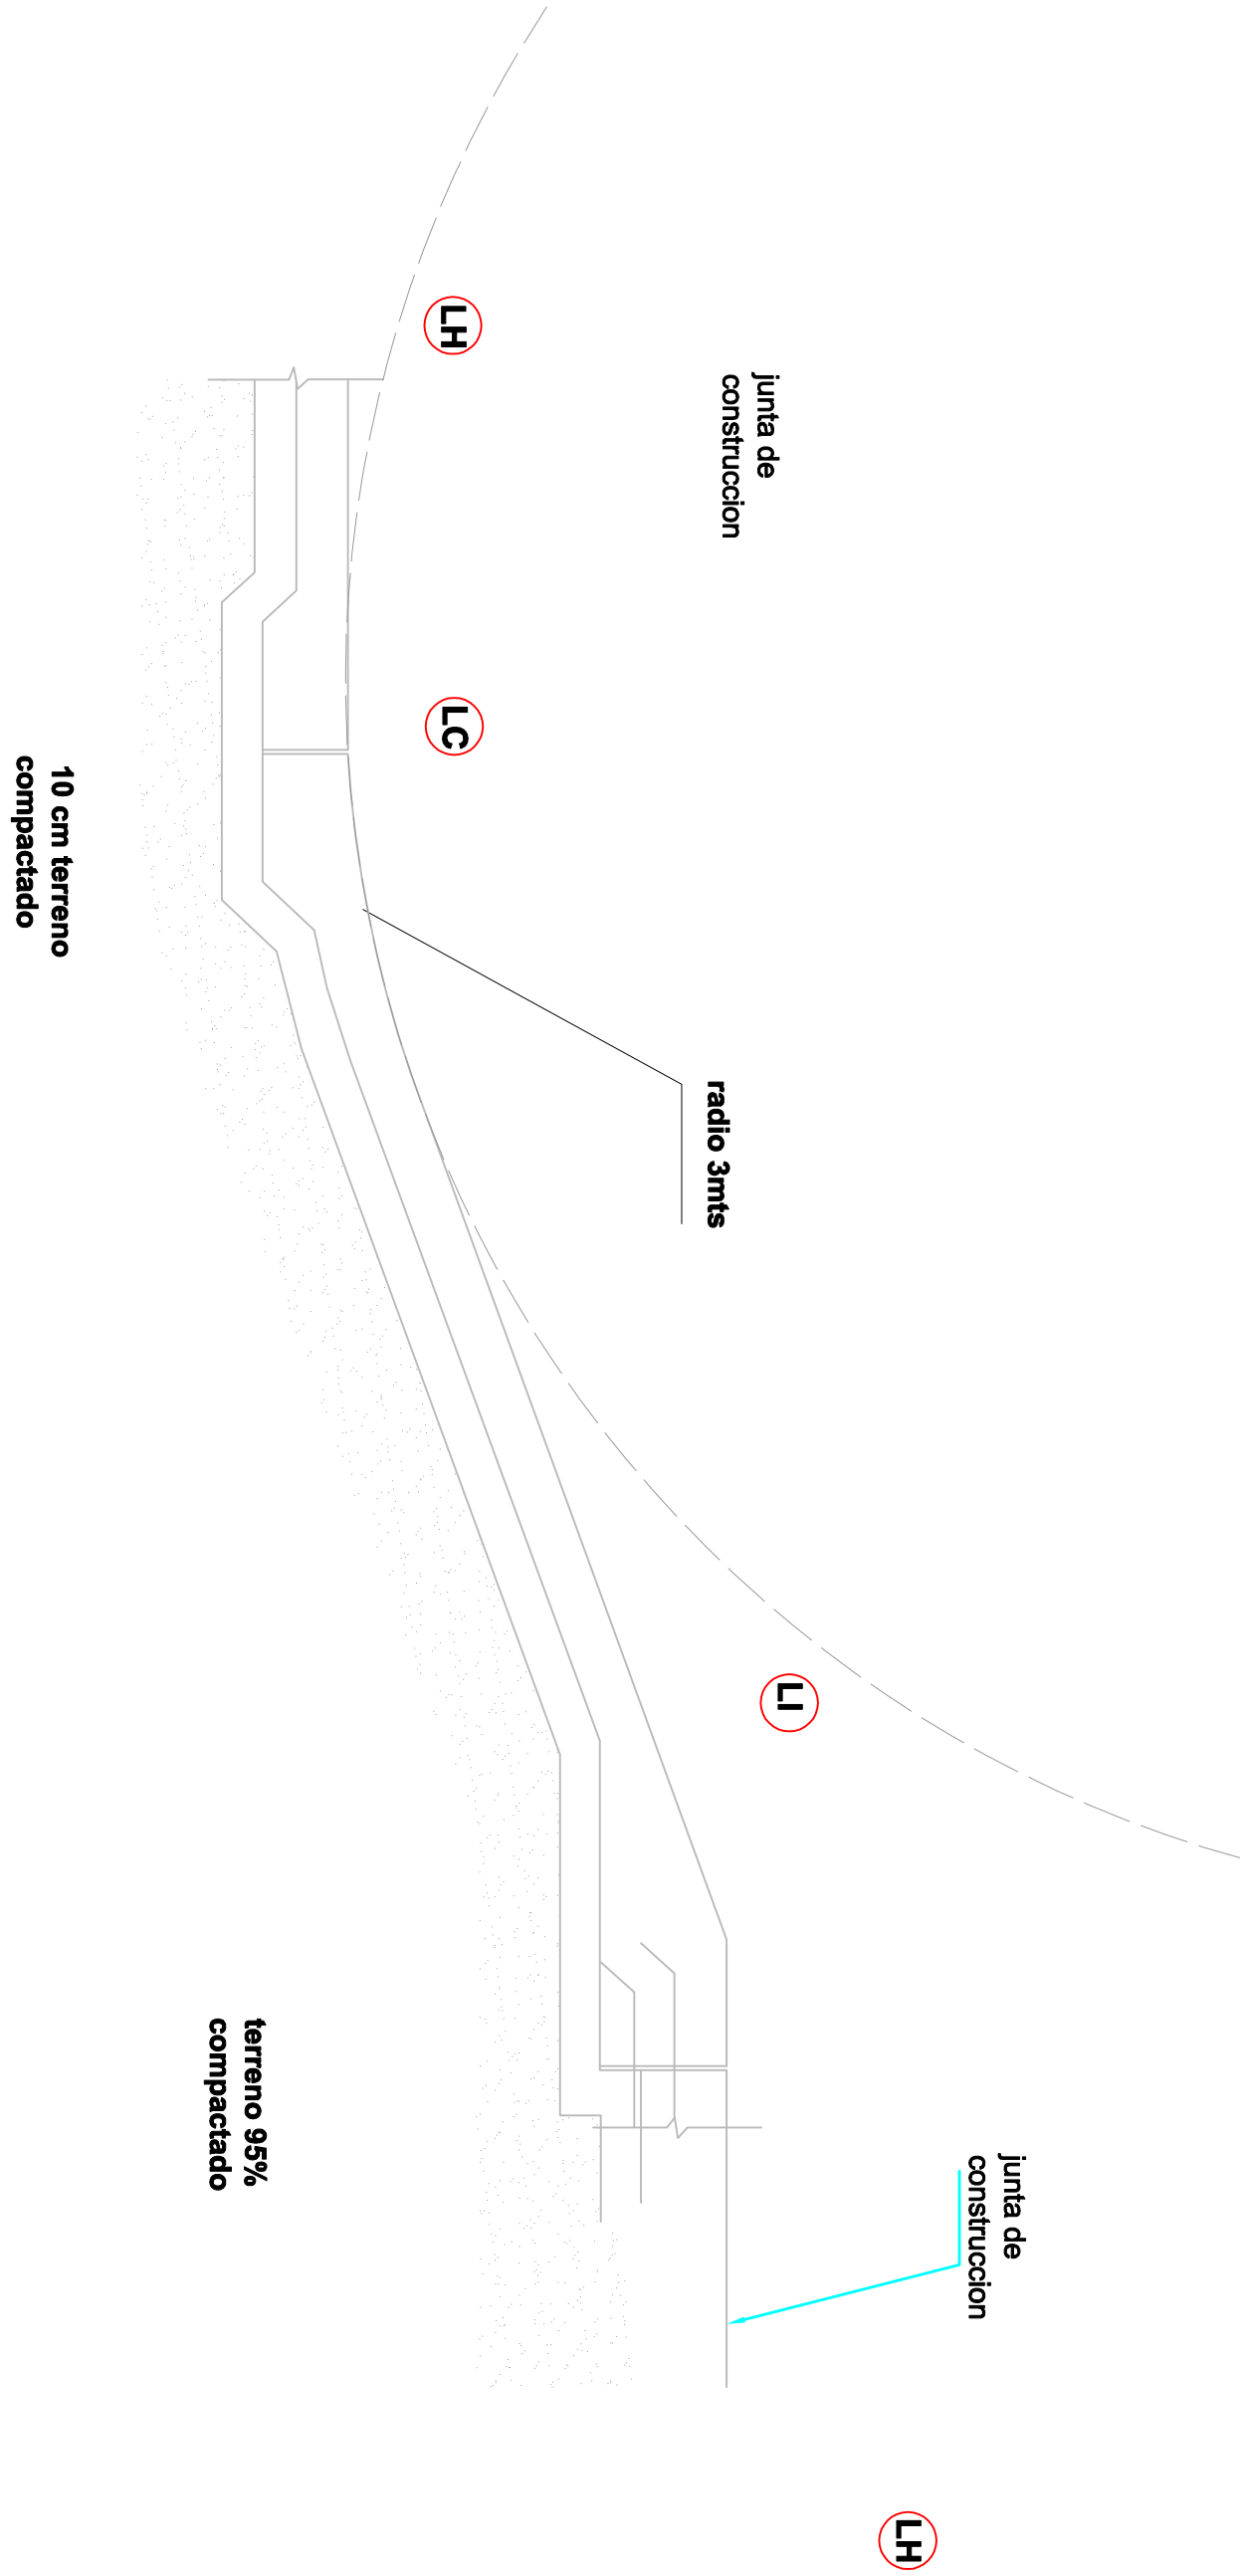 LH
junta de
construccion
LC
10 cm terreno
compactado
radio 3mts
LI
terreno 95%
compactado
junta de
construccion
LH